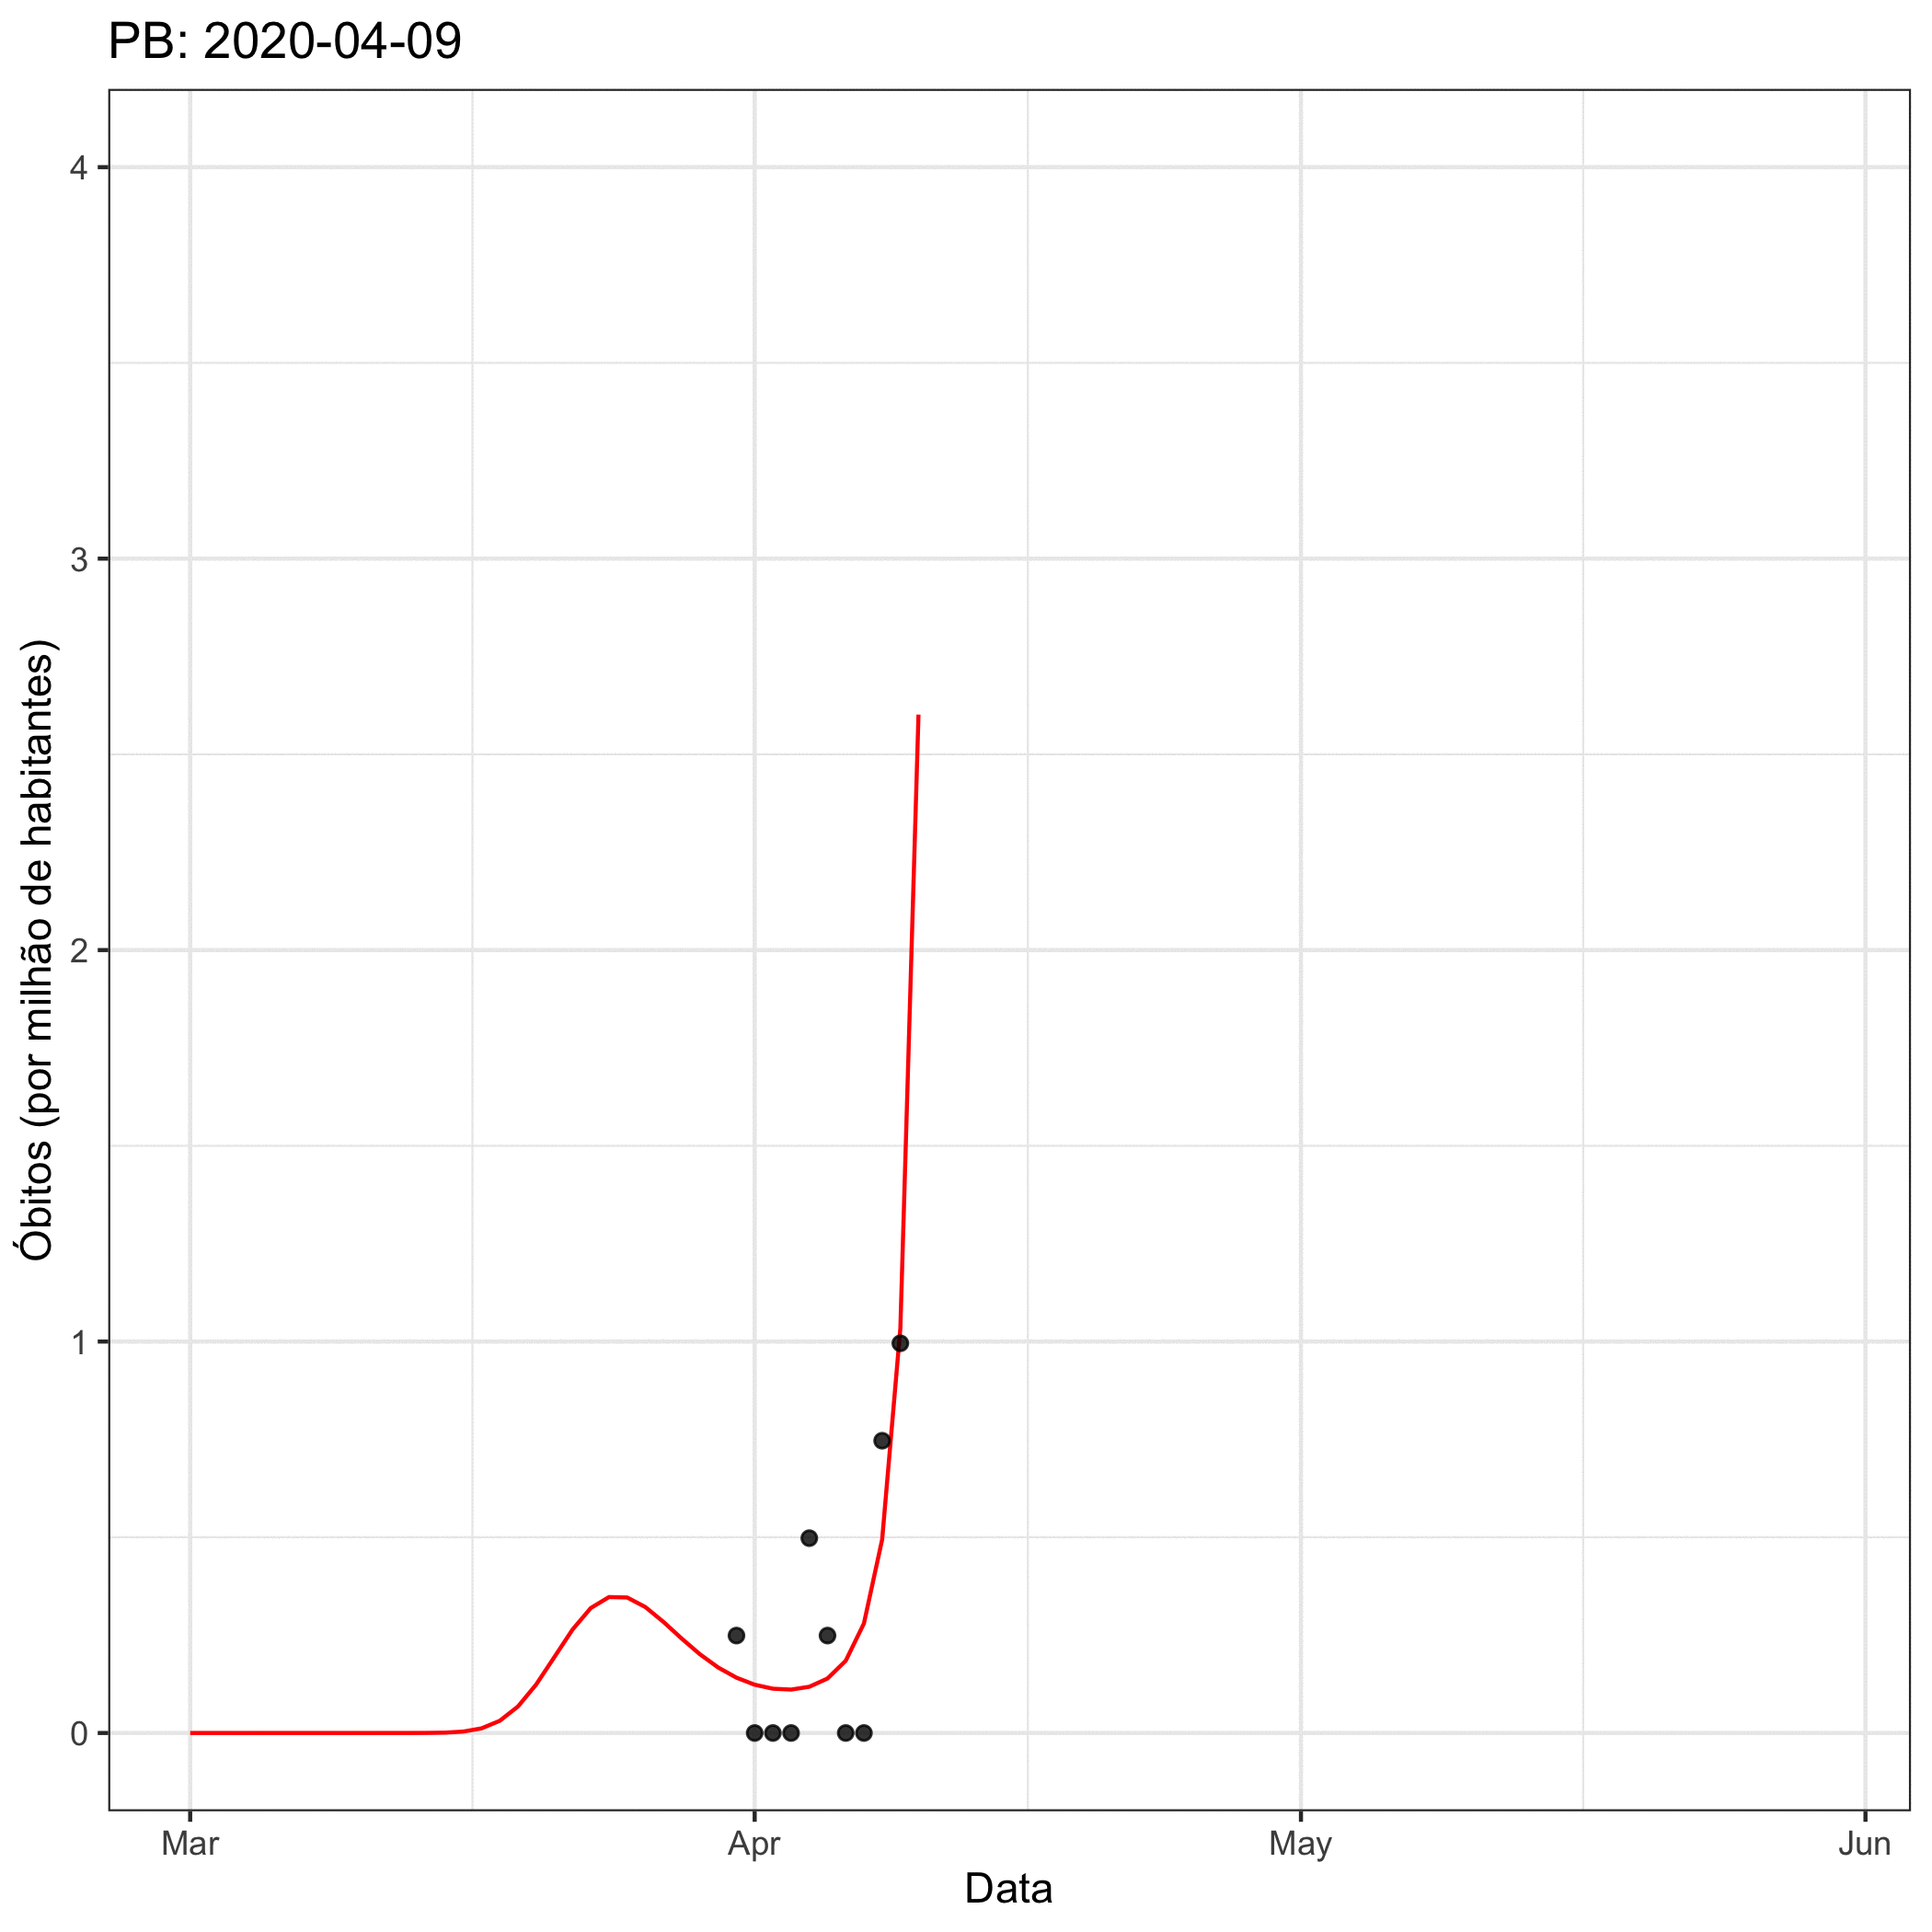 PB: 2020-04-09
Óbitos (por milhão de habitantes)
4
3
2
1
0
Mar
Apr
May
Jun
Data